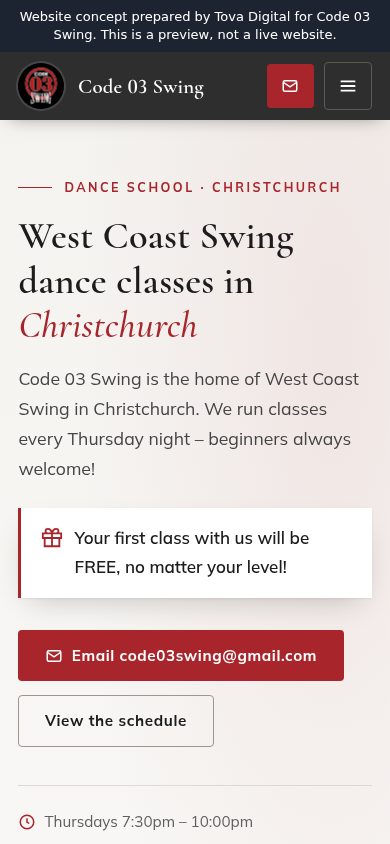 Website concept prepared by Tova Digital for Code 03
Swing. This is a preview, not a live website.
CODE
03
SWING
Code 03 Swing
DANCE SCHOOL · CHRISTCHURCH
West Coast Swing
dance classes in
Christchurch
Code 03 Swing is the home of West Coast
Swing in Christchurch. We run classes
every Thursday night – beginners always
welcome!
Your first class with us will be
FREE, no matter your level!
Email code03swing@gmail.com
View the schedule
Thursdays 7:30pm – 10:00pm